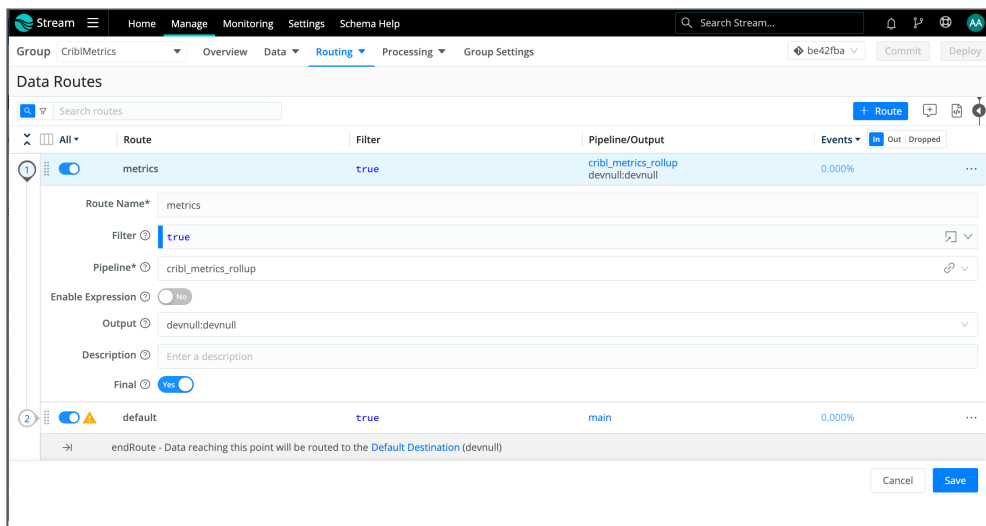 Stream Home Manage Monitoring Settings Schema Help Search Stream... AA
Group CriblMetrics Overview Data Routing Processing Group Settings be42fba Commit Deploy
Data Routes
Search routes + Route
All Route Filter Pipeline/Output Events In Out Dropped
1 metrics true cribl_metrics_rollup 0.000% ...
devnull:devnull
Route Name* metrics
Filter true
Pipeline* cribl_metrics_rollup
Enable Expression No
Output devnull:devnull
Description Enter a description
Final Yes
2 default true main 0.000% ...
endRoute - Data reaching this point will be routed to the Default Destination (devnull)
Cancel Save